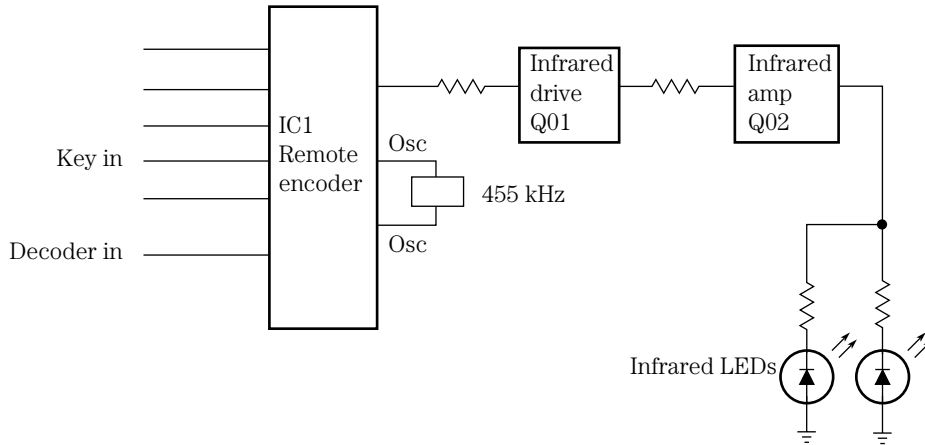 Key in
Decoder in
IC1
Remote
encoder
Osc
455 kHz
Osc
Infrared
drive
Q01
Infrared
amp
Q02
Infrared LEDs